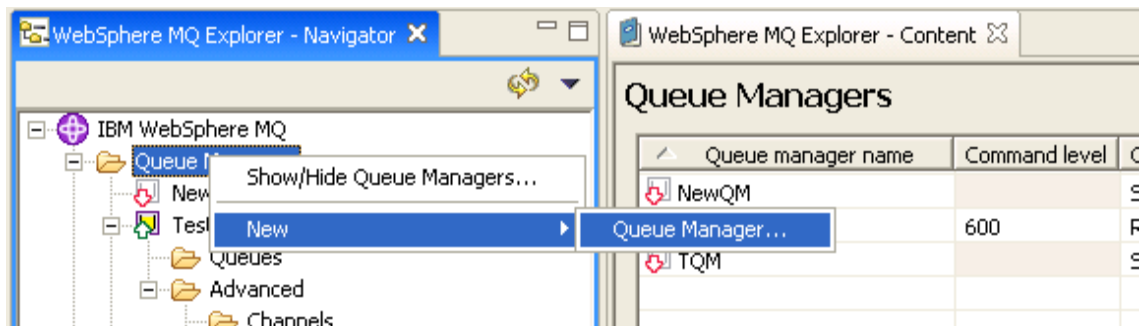 WebSphere MQ Explorer - Navigator
WebSphere MQ Explorer - Content
Queue Managers
IBM WebSphere MQ
Queue
Show/Hide Queue Managers...
New
Queue Manager...
Queues
Advanced
Channels
Queue manager name Command level
NewQM
600
TQM